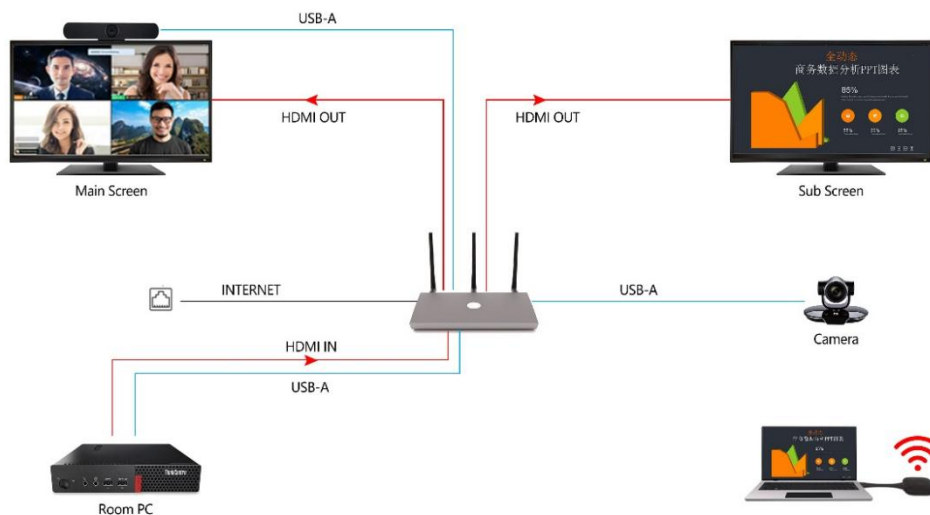 USB-A
HDMI OUT
HDMI OUT
全动态
商务数据分析PPT图表
85%
Main Screen
Sub Screen
INTERNET
USB-A
Camera
HDMI IN
USB-A
Room PC